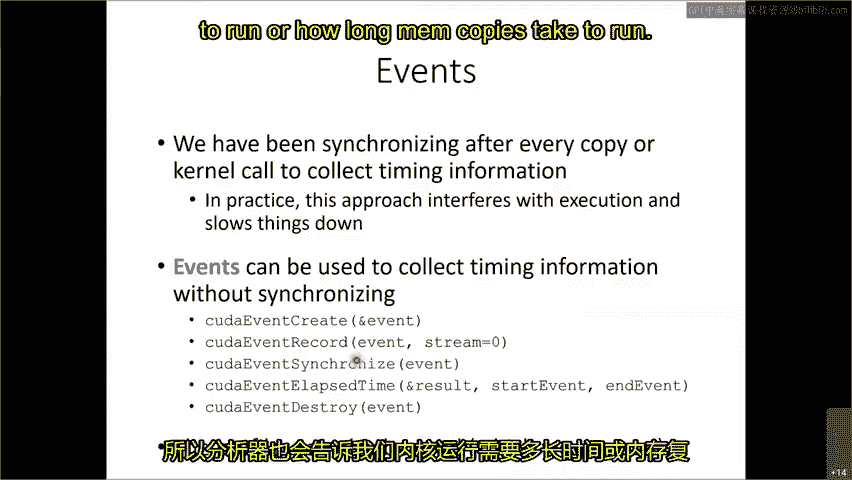 to run or how long mem copies take to run.
Events
• We have been synchronizing after every copy or
kernel call to collect timing information
• In practice, this approach interferes with execution and
slows things down
• Events can be used to collect timing information
without synchronizing
• cudaEventCreate(&event)
• cudaEventRecord(event, stream=0)
• cudaEventSynchronize(event)
• cudaEventElapsedTime(&result, startEvent, endEvent)
• cudaEventDestroy(event)
所以分析器也会告诉我们内核运行需要多长时间或内存复
+14